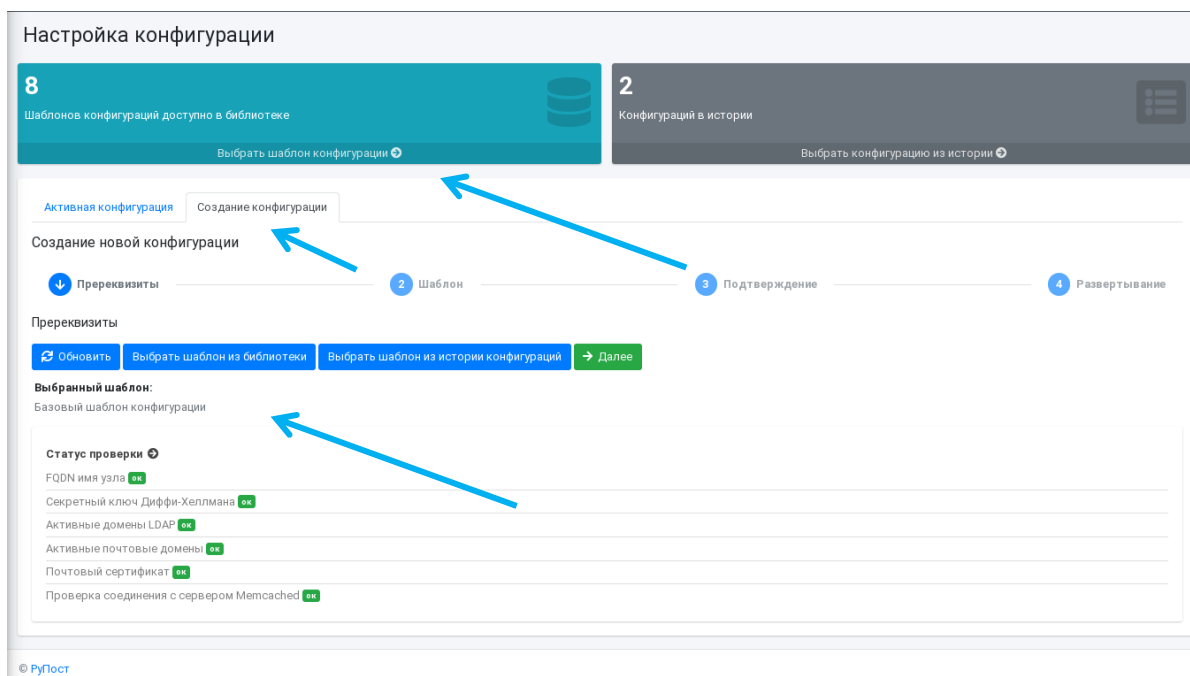 Настройка конфигурации
8
Шаблонов конфигураций доступно в библиотеке
Выбрать шаблон конфигурации
2
Конфигураций в истории
Выбрать конфигурацию из истории
Активная конфигурация
Создание конфигурации
Создание новой конфигурации
Пререквизиты
2 Шаблон
3 Подтверждение
4 Развертывание
Пререквизиты
Обновить
Выбрать шаблон из библиотеки
Выбрать шаблон из истории конфигураций
Далее
Выбранный шаблон:
Базовый шаблон конфигурации
Статус проверки
FQDN имя узла ок
Секретный ключ Диффи-Хеллмана ок
Активные домены LDAP ок
Активные почтовые домены ок
Почтовый сертификат ок
Проверка соединения с сервером Memcached ок
© РуПост